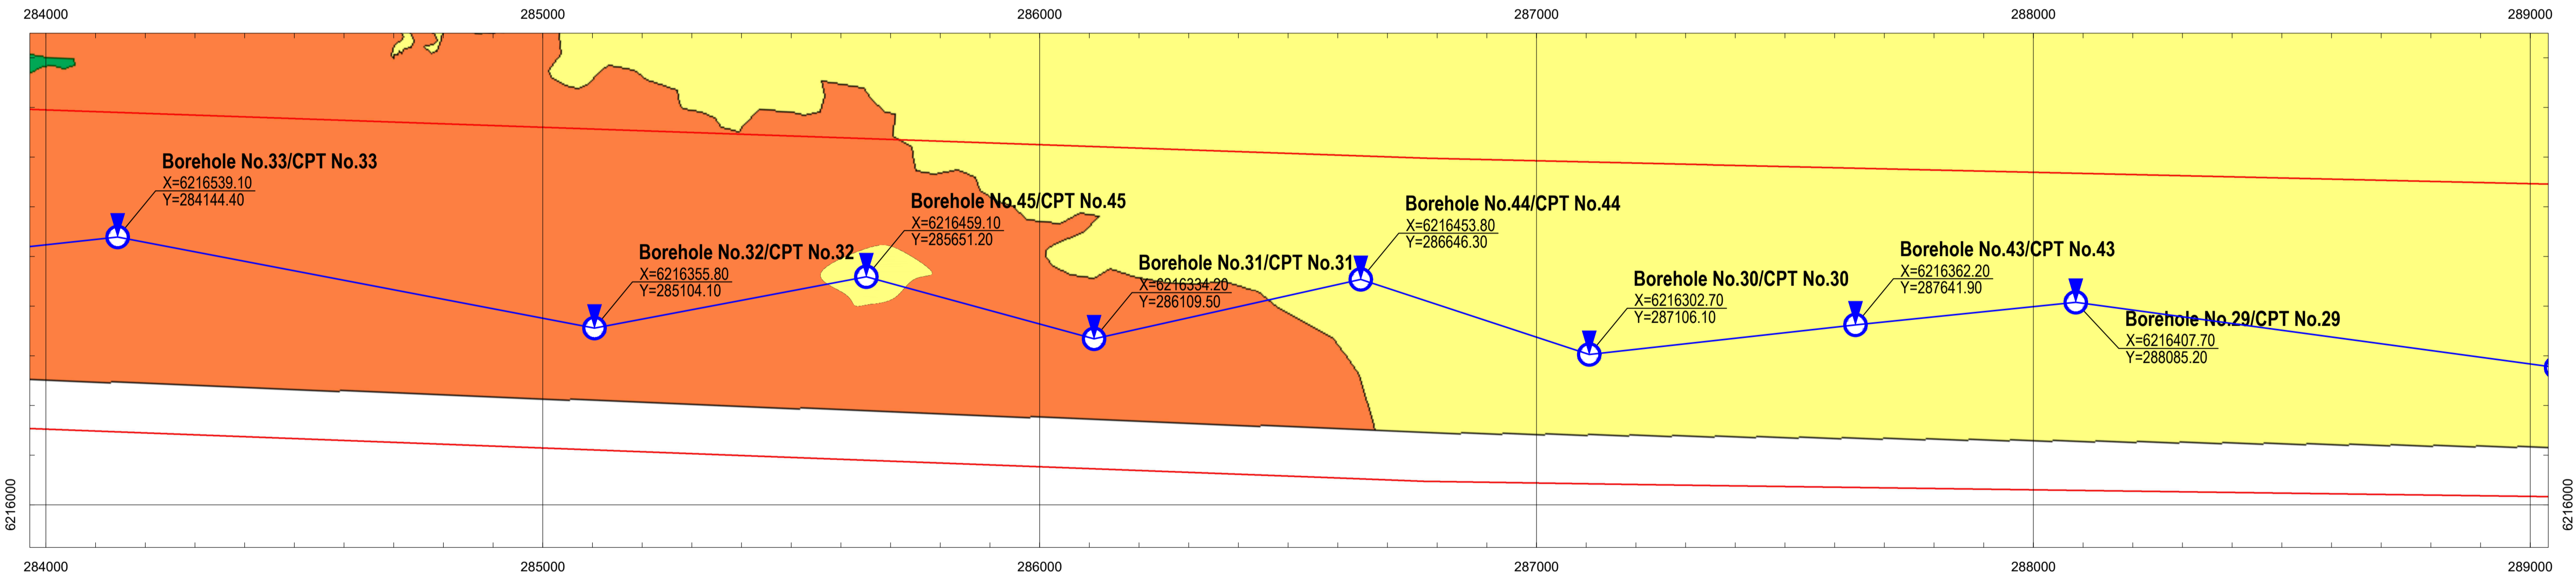 284000
285000
286000
287000
288000
289000
Borehole No.33/CPT No.33
X=6216539.10
Y=284144.40
Borehole No.32/CPT No.32
X=6216355.80
Y=285104.10
Borehole No.45/CPT No.45
X=6216459.10
Y=285651.20
Borehole No.31/CPT No.31
X=6216334.20
Y=286109.50
Borehole No.44/CPT No.44
X=6216453.80
Y=286646.30
Borehole No.30/CPT No.30
X=6216302.70
Y=287106.10
Borehole No.43/CPT No.43
X=6216362.20
Y=287641.90
Borehole No.29/CPT No.29
X=6216407.70
Y=288085.20
6216000
6216000
284000
285000
286000
287000
288000
289000